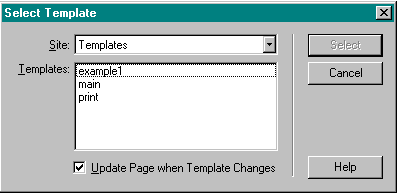 Select Template
Site: Templates
Select
Templates: example1
main
print
Cancel
Update Page when Template Changes
Help